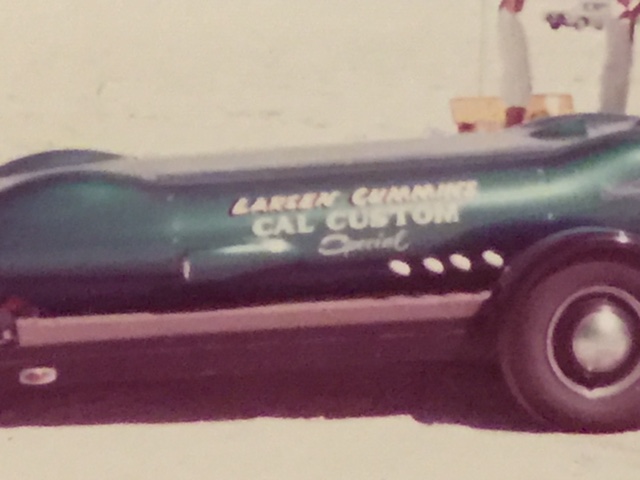 LARSEN CUMMINS
CAL CUSTOM
Special